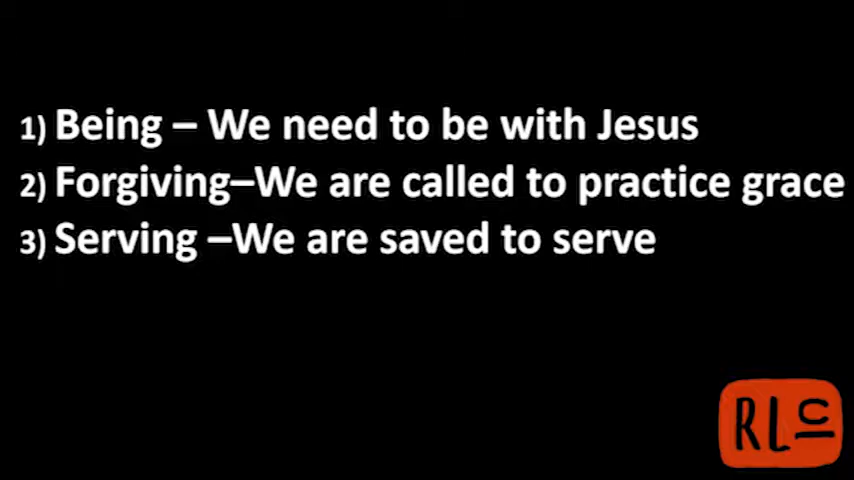 1) Being – We need to be with Jesus
2) Forgiving–We are called to practice grace
3) Serving –We are saved to serve
RLC